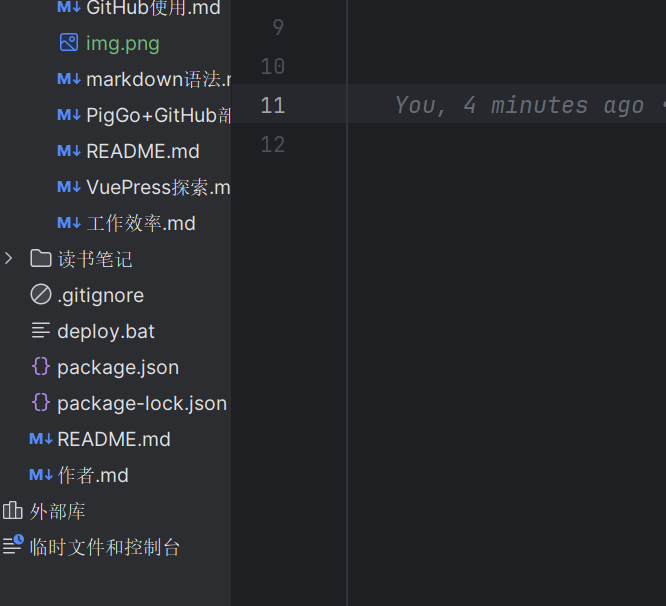 M↓ GitHub使用.md
img.png
M↓ markdown语法.
M↓ PigGo+GitHub部
M↓ README.md
M↓ VuePress探索.m
M↓ 工作效率.md
读书笔记
.gitignore
deploy.bat
{} package.json
{} package-lock.json
M↓ README.md
M↓ 作者.md
外部库
临时文件和控制台
9
10
11 You, 4 minutes ago
12